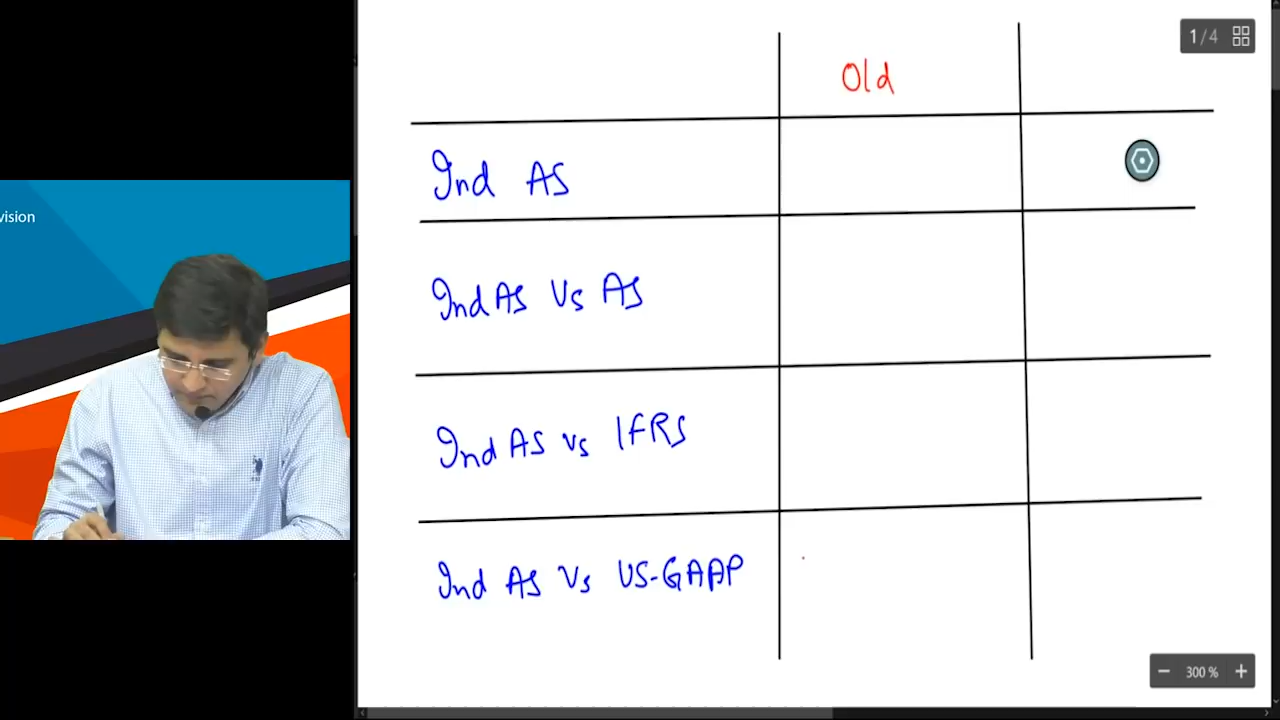 1 / 4
Old
Ind AS
vision
Ind AS Vs AS
Ind AS vs IFRS
Ind AS Vs US-GAAP
300 %